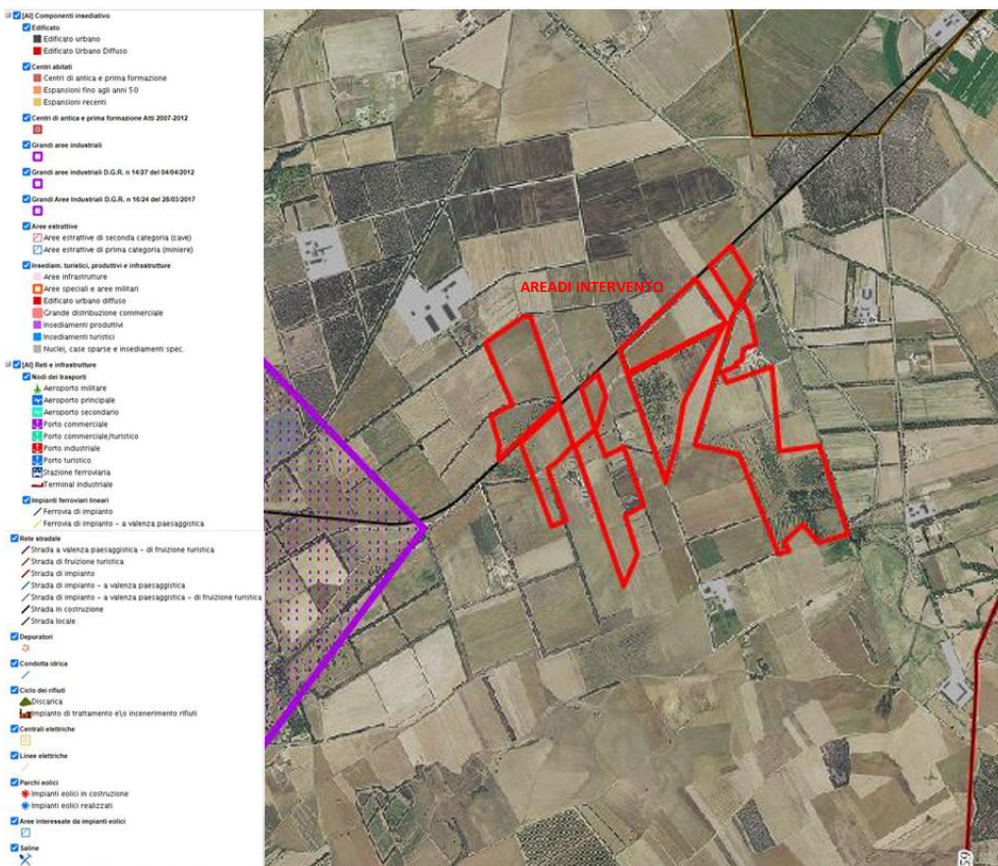 [AI] Componenti insediativo
Edificato
Edificato urbano
Edificato Urbano Diffuso
Centri abitati
Centri di antica e prima formazione
Espansioni fino agli anni 50
Espansioni recenti
Centri di antica e prima formazione Atti 2007-2012
Grandi aree industriali
Grandi aree industriali D.G.R. n 14/27 del 04/04/2012
Grandi Aree Industriali D.G.R. n 16/24 del 28/03/2017
Aree estrattive
Aree estrattive di seconda categoria (cave)
Aree estrattive di prima categoria (miniere)
Insediam. turistici, produttivi e infrastrutture
Aree infrastrutture
Aree speciali e aree militari
Edificato urbano diffuso
Grande distribuzione commerciale
Insediamenti produttivi
Insediamenti turistici
Nuclei, case sparse e insediamenti spec.
[AI] Reti e infrastrutture
Nodi dei trasporti
Aeroporto militare
Aeroporto principale
Aeroporto secondario
Porto commerciale
Porto commerciale/turistico
Porto industriale
Porto turistico
Stazione ferroviaria
Terminal industriale
Impianti ferroviari lineari
Ferrovia di impianto
Ferrovia di impianto - a valenza paesaggistica
Rete stradale
Strada a valenza paesaggistica - di fruizione turistica
Strada di fruizione turistica
Strada di impianto
Strada di impianto - a valenza paesaggistica
Strada di impianto - a valenza paesaggistica - di fruizione turistica
Strada in costruzione
Strada locale
Depuratori
Condotta idrica
Ciclo dei rifiuti
Discarica
Impianto di trattamento e\o incenerimento rifiuti
Centrali elettriche
Linee elettriche
Parchi eolici
Impianti eolici in costruzione
Impianti eolici realizzati
Aree interessate da impianti eolici
Saline
AREADI INTERVENTO